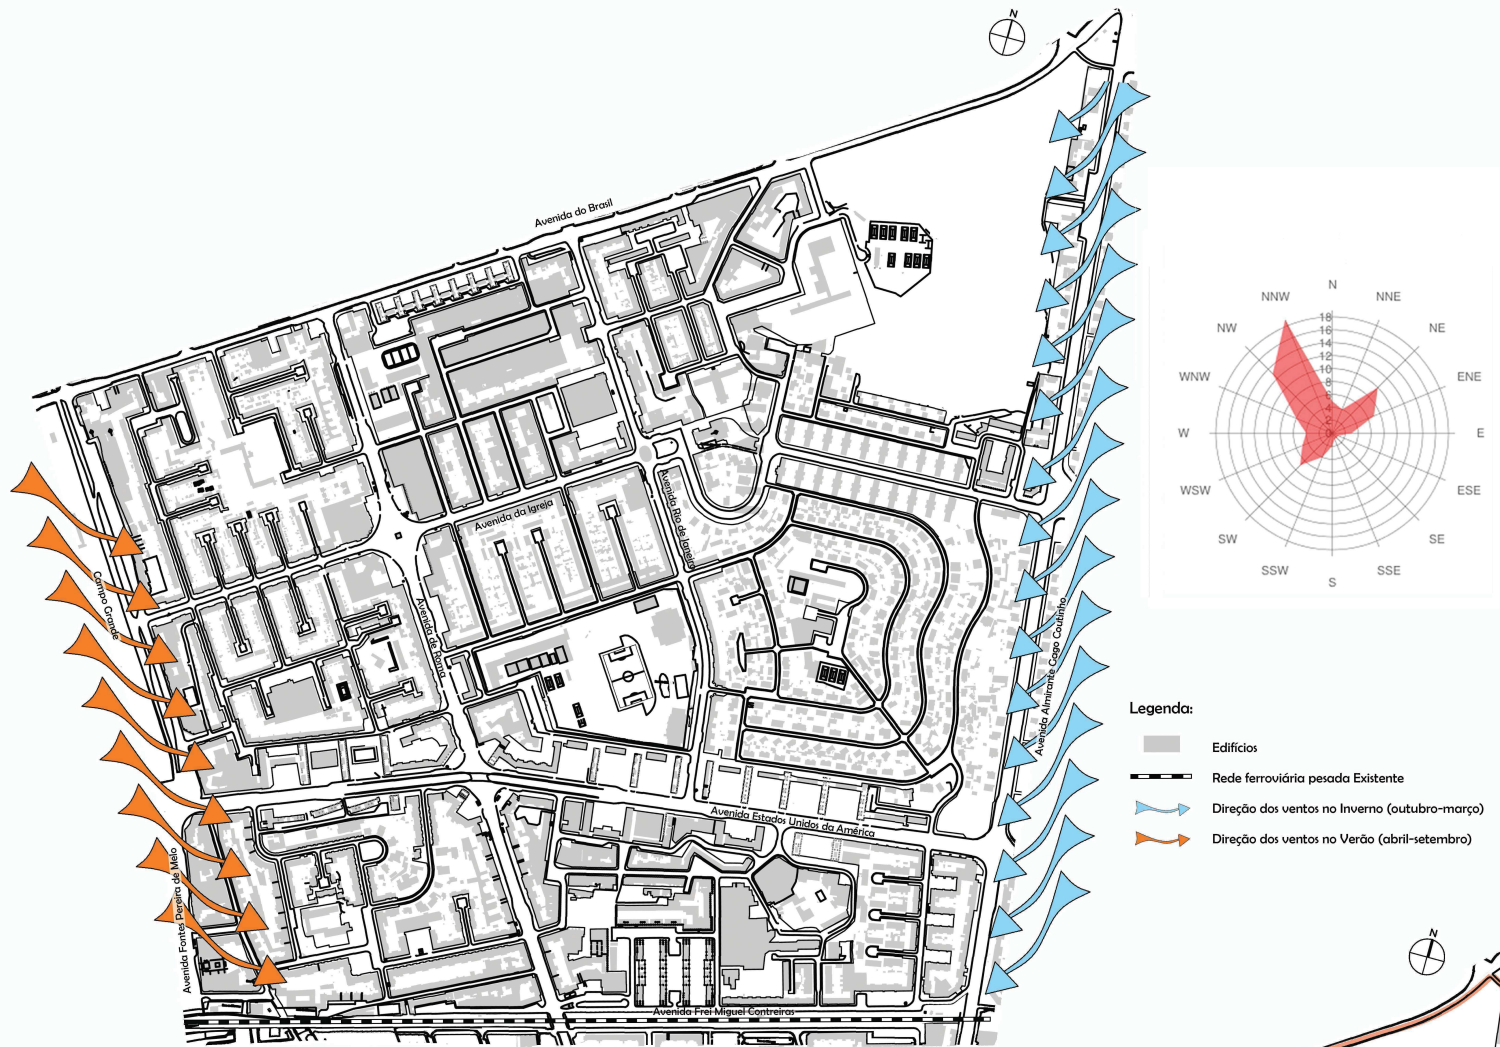 N
Avenida do Brasil
N
NNW
NNE
NW
NE
18
16
14
12
10
8
6
4
2
0
WNW
ENE
W
E
WSW
ESE
SW
SE
SSW
SSE
S
Avenida da Igreja
Avenida Rio de Janeiro
Campo Grande
Avenida de Roma
Avenida Almirante Gago Coutinho
Legenda:
Edifícios
Rede ferroviária pesada Existente
Direção dos ventos no Inverno (outubro-março)
Direção dos ventos no Verão (abril-setembro)
Avenida Estados Unidos da América
Avenida Fontes Pereira de Melo
Avenida Frei Miguel Contreiras
N